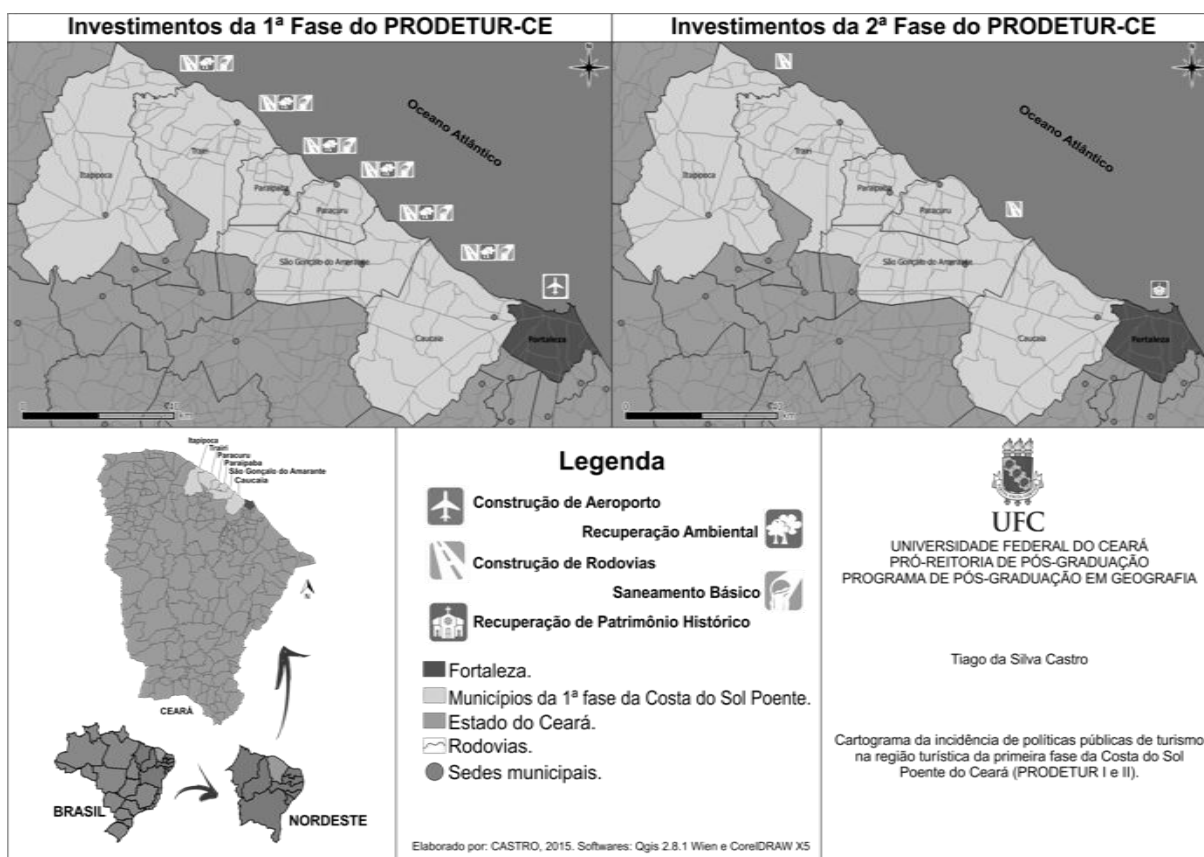 Investimentos da 1ª Fase do PRODETUR-CE
N
Oceano Atlântico
Trairi
Itapipoca
Paraipaba
Paracuru
São Gonçalo do Amarante
Caucaia
Fortaleza
0
km
Investimentos da 2ª Fase do PRODETUR-CE
N
Oceano Atlântico
Trairi
Itapipoca
Paraipaba
Paracuru
São Gonçalo do Amarante
Caucaia
Fortaleza
0
km
Itapipoca
Trairi
Paracuru
Paraipaba
São Gonçalo do Amarante
Caucaia
N
CEARÁ
BRASIL
NORDESTE
Legenda
Construção de Aeroporto
Recuperação Ambiental
Construção de Rodovias
Saneamento Básico
Recuperação de Patrimônio Histórico
Fortaleza.
Municípios da 1ª fase da Costa do Sol Poente.
Estado do Ceará.
Rodovias.
Sedes municipais.
Elaborado por: CASTRO, 2015. Softwares: Qgis 2.8.1 Wien e CorelDRAW X5
UFC
UNIVERSIDADE FEDERAL DO CEARÁ
PRÓ-REITORIA DE PÓS-GRADUAÇÃO
PROGRAMA DE PÓS-GRADUAÇÃO EM GEOGRAFIA
Tiago da Silva Castro
Cartograma da incidência de políticas públicas de turismo
na região turística da primeira fase da Costa do Sol
Poente do Ceará (PRODETUR I e II).